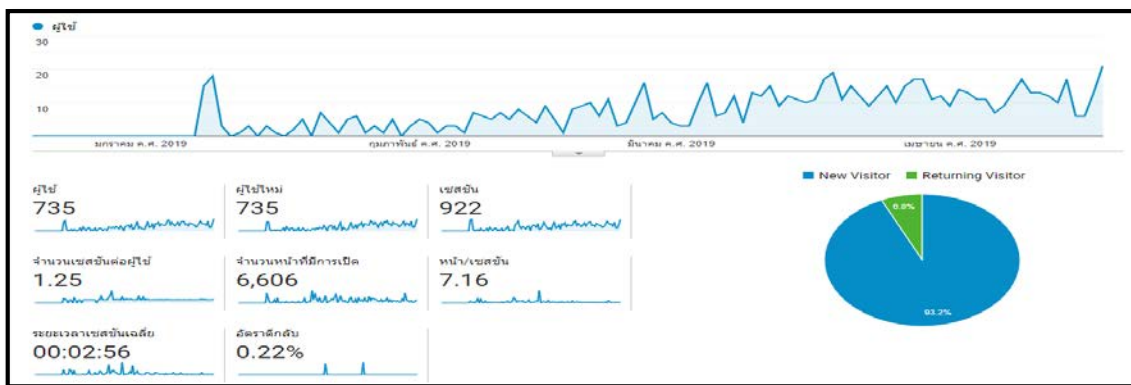 ผู้ใช้
30
20
10
มกราคม ค.ศ. 2019 กุมภาพันธ์ ค.ศ. 2019 มีนาคม ค.ศ. 2019 เมษายน ค.ศ. 2019
New Visitor Returning Visitor
ผู้ใช้ ผู้ใช้ใหม่ เซสชัน
735 735 922
จำนวนเซสชันต่อผู้ใช้ จำนวนหน้าที่มีการเปิด หน้า/เซสชัน
1.25 6,606 7.16
ระยะเวลาเซสชันเฉลี่ย อัตราตีกลับ
00:02:56 0.22%
6.8%
93.2%